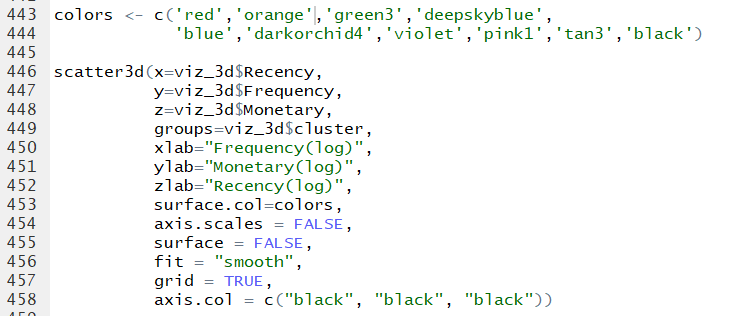 443 colors <- c('red','orange','green3','deepskyblue',
444 'blue','darkorchid4','violet','pink1','tan3','black')
445
446 scatter3d(x=viz_3d$Recency,
447 y=viz_3d$Frequency,
448 z=viz_3d$Monetary,
449 groups=viz_3d$cluster,
450 xlab="Frequency(log)",
451 ylab="Monetary(log)",
452 zlab="Recency(log)",
453 surface.col=colors,
454 axis.scales = FALSE,
455 surface = FALSE,
456 fit = "smooth",
457 grid = TRUE,
458 axis.col = c("black", "black", "black"))